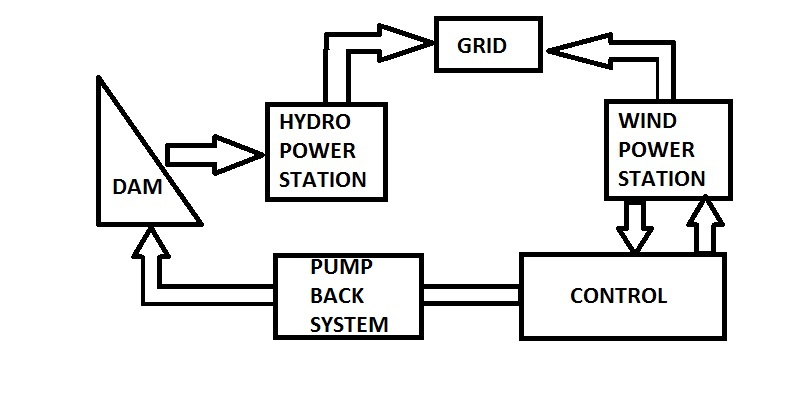 GRID
HYDRO
POWER
STATION
WIND
POWER
STATION
DAM
PUMP
BACK
SYSTEM
CONTROL